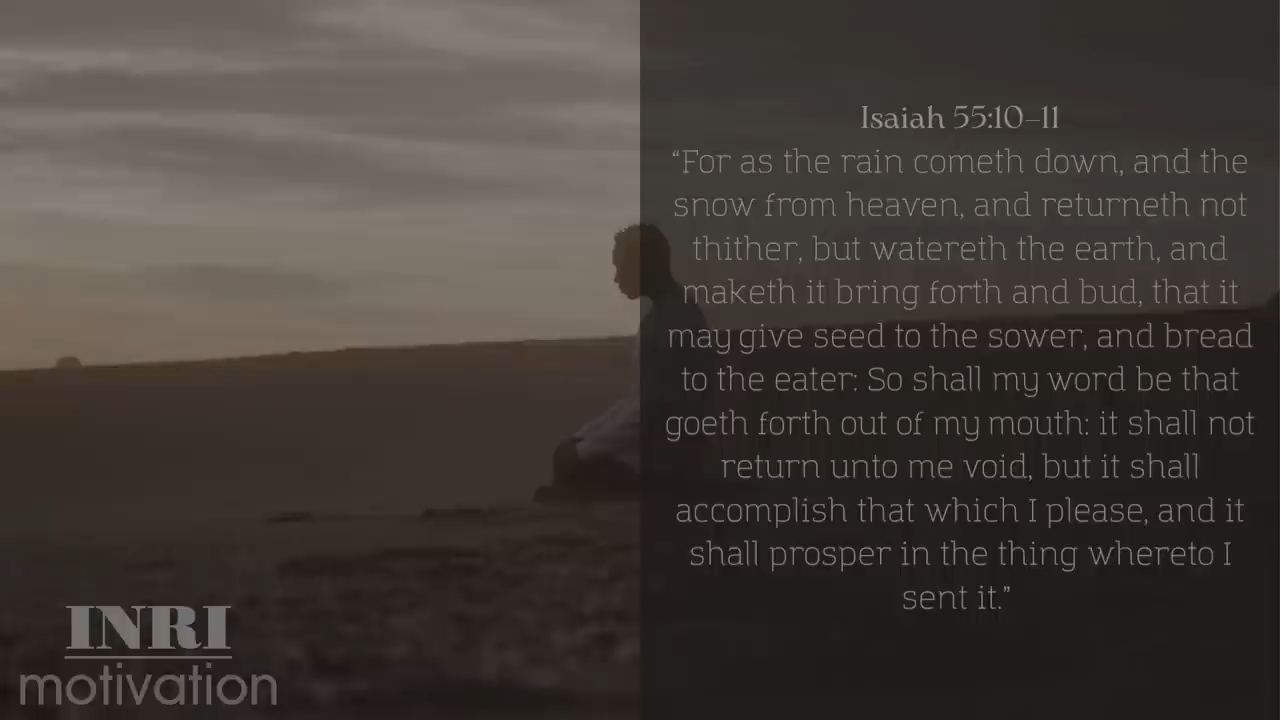 Isaiah 55:10–11
“For as the rain cometh down, and the
snow from heaven, and returneth not
thither, but watereth the earth, and
maketh it bring forth and bud, that it
may give seed to the sower, and bread
to the eater: So shall my word be that
goeth forth out of my mouth: it shall not
return unto me void, but it shall
accomplish that which I please, and it
shall prosper in the thing whereto I
sent it.”
INRI
motivation